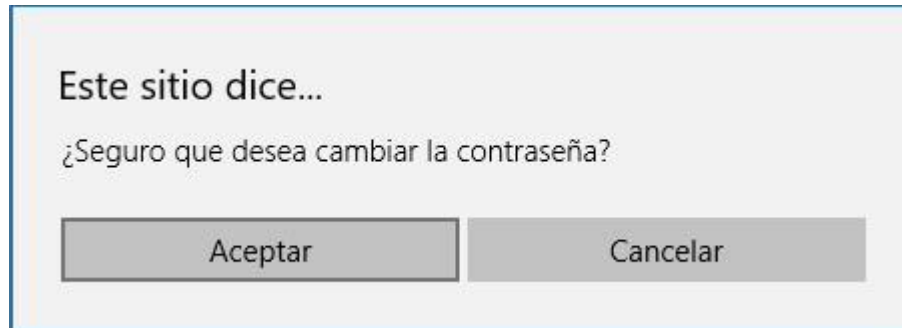 Este sitio dice...
¿Seguro que desea cambiar la contraseña?
Aceptar Cancelar